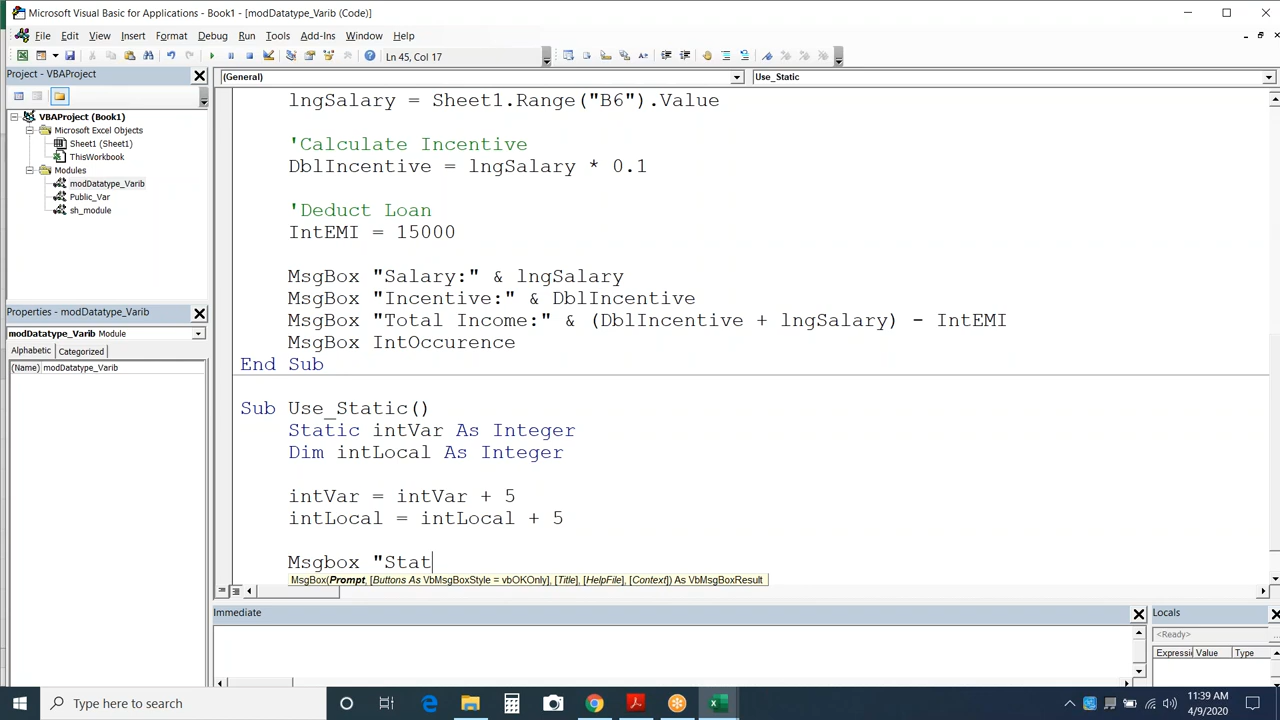 Microsoft Visual Basic for Applications - Book1 - [modDatatype_Varib (Code)]
File Edit View Insert Format Debug Run Tools Add-Ins Window Help
Ln 45, Col 17
Project - VBAProject
(General)
Use_Static
VBAProject (Book1)
Microsoft Excel Objects
Sheet1 (Sheet1)
ThisWorkbook
Modules
modDatatype_Varib
Public_Var
sh_module
Properties - modDatatype_Varib
modDatatype_Varib Module
Alphabetic Categorized
(Name) modDatatype_Varib
lngSalary = Sheet1.Range("B6").Value
'Calculate Incentive
DblIncentive = lngSalary * 0.1
'Deduct Loan
IntEMI = 15000
MsgBox "Salary:" & lngSalary
MsgBox "Incentive:" & DblIncentive
MsgBox "Total Income:" & (DblIncentive + lngSalary) - IntEMI
MsgBox IntOccurence
End Sub
Sub Use_Static()
Static intVar As Integer
Dim intLocal As Integer
intVar = intVar + 5
intLocal = intLocal + 5
Msgbox "Stat
MsgBox(Prompt, [Buttons As VbMsgBoxStyle = vbOKOnly], [Title], [HelpFile], [Context]) As VbMsgBoxResult
Immediate
Locals
<Ready>
Expressi Value Type
Type here to search
11:39 AM
4/9/2020